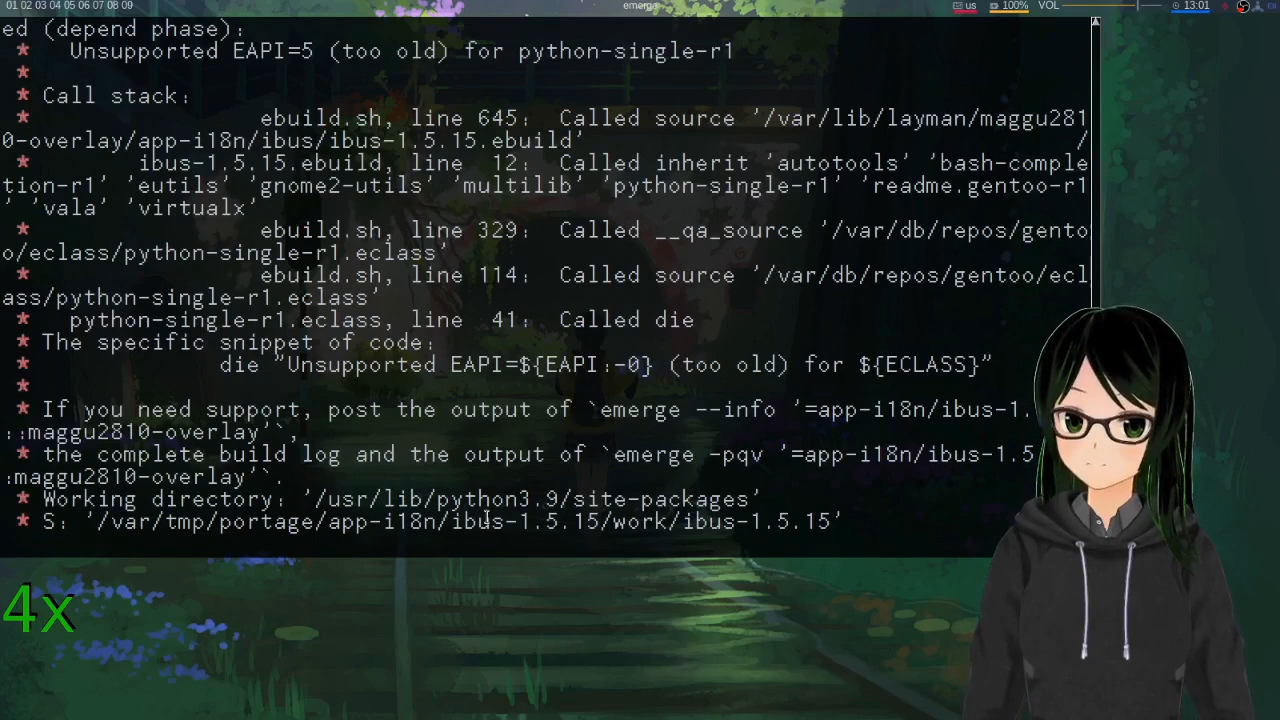 01 02 03 04 05 06 07 08 09 emerge us 100% VOL 13:01
ed (depend phase):
*   Unsupported EAPI=5 (too old) for python-single-r1
*
* Call stack:
*                 ebuild.sh, line 645:  Called source '/var/lib/layman/maggu281
0-overlay/app-i18n/ibus/ibus-1.5.15.ebuild'
*        ibus-1.5.15.ebuild, line  12:  Called inherit 'autotools' 'bash-comple
tion-r1' 'eutils' 'gnome2-utils' 'multilib' 'python-single-r1' 'readme.gentoo-r1
' 'vala' 'virtualx'
*                 ebuild.sh, line 329:  Called __qa_source '/var/db/repos/gento
o/eclass/python-single-r1.eclass'
*                 ebuild.sh, line 114:  Called source '/var/db/repos/gentoo/ecl
ass/python-single-r1.eclass'
*   python-single-r1.eclass, line  41:  Called die
* The specific snippet of code:
*              die "Unsupported EAPI=${EAPI:-0} (too old) for ${ECLASS}"
*
* If you need support, post the output of `emerge --info '=app-i18n/ibus-1.
::maggu2810-overlay'`,
* the complete build log and the output of `emerge -pqv '=app-i18n/ibus-1.5
:maggu2810-overlay'`.
* Working directory: '/usr/lib/python3.9/site-packages'
* S: '/var/tmp/portage/app-i18n/ibus-1.5.15/work/ibus-1.5.15'
4x